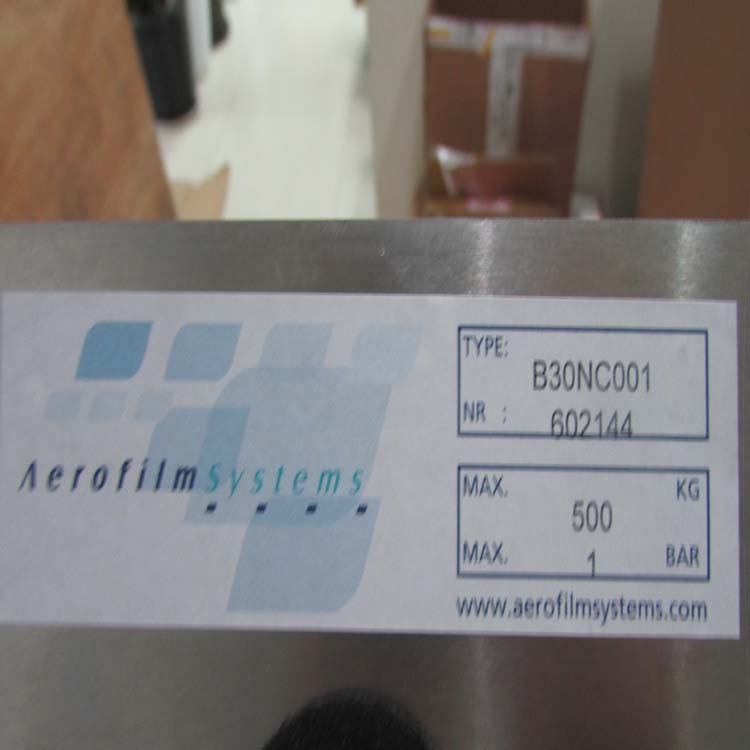 AerofilmSystems
TYPE:
B30NC001
NR :
602144
MAX.
KG
500
MAX.
1
BAR
www.aerofilmsystems.com